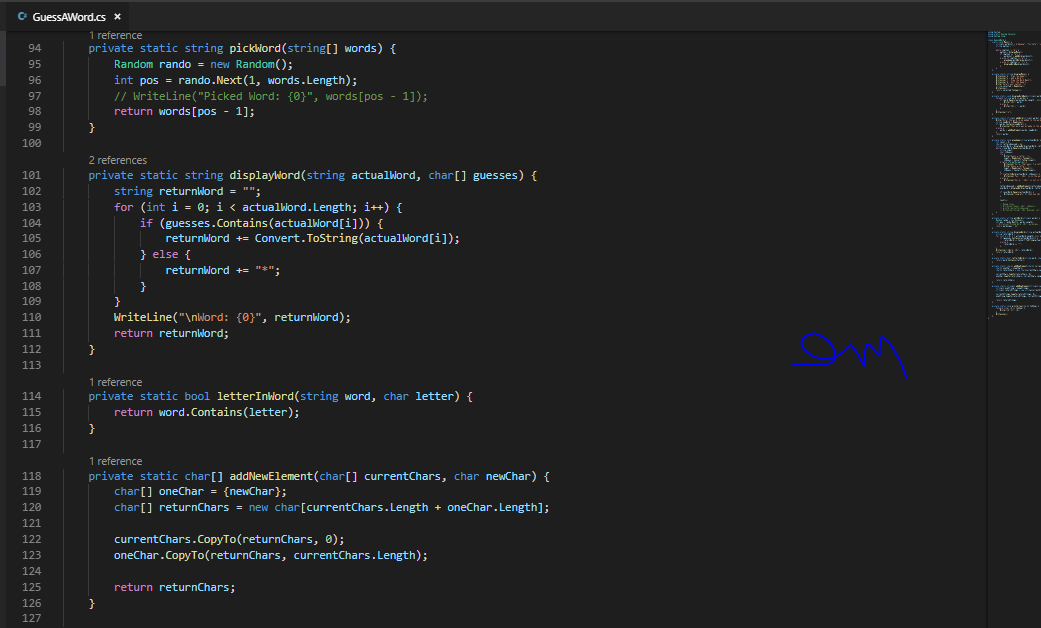 GuessAWord.cs ×
1 reference
94 private static string pickWord(string[] words) {
95 Random rando = new Random();
96 int pos = rando.Next(1, words.Length);
97 // WriteLine("Picked Word: {0}", words[pos - 1]);
98 return words[pos - 1];
99 }
100
2 references
101 private static string displayWord(string actualWord, char[] guesses) {
102 string returnWord = "";
103 for (int i = 0; i < actualWord.Length; i++) {
104 if (guesses.Contains(actualWord[i])) {
105 returnWord += Convert.ToString(actualWord[i]);
106 } else {
107 returnWord += "*";
108 }
109 }
110 WriteLine("\nWord: {0}", returnWord);
111 return returnWord;
112 }
113
1 reference
114 private static bool letterInWord(string word, char letter) {
115 return word.Contains(letter);
116 }
117
1 reference
118 private static char[] addNewElement(char[] currentChars, char newChar) {
119 char[] oneChar = {newChar};
120 char[] returnChars = new char[currentChars.Length + oneChar.Length];
121
122 currentChars.CopyTo(returnChars, 0);
123 oneChar.CopyTo(returnChars, currentChars.Length);
124
125 return returnChars;
126 }
127